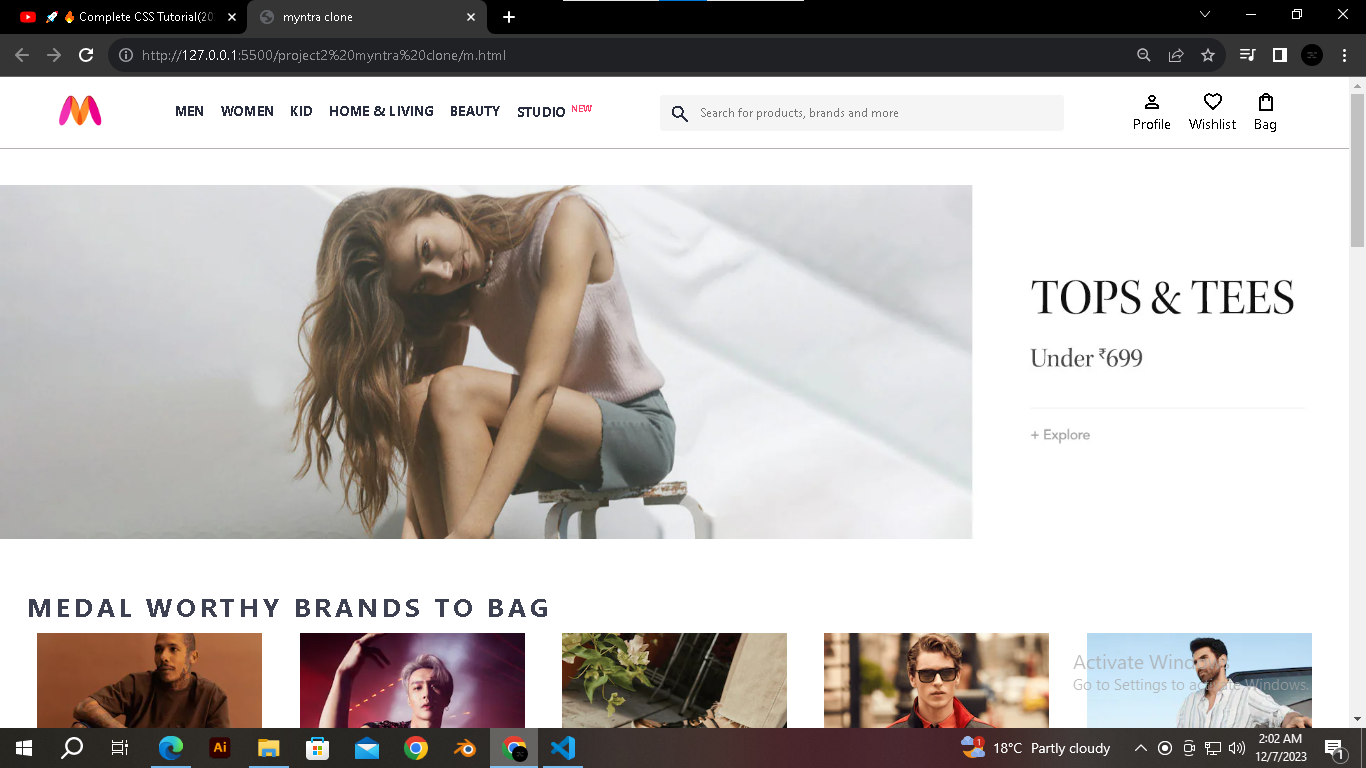 🚀 🔥 Complete CSS Tutorial(20
myntra clone
http://127.0.0.1:5500/project2%20myntra%20clone/m.html
MEN WOMEN KID HOME & LIVING BEAUTY STUDIO NEW
Search for products, brands and more
Profile Wishlist Bag
TOPS & TEES
Under ₹699
+ Explore
MEDAL WORTHY BRANDS TO BAG
Activate Windows
Go to Settings to activate Windows.
Ai
1
18°C Partly cloudy
2:02 AM
12/7/2023
1